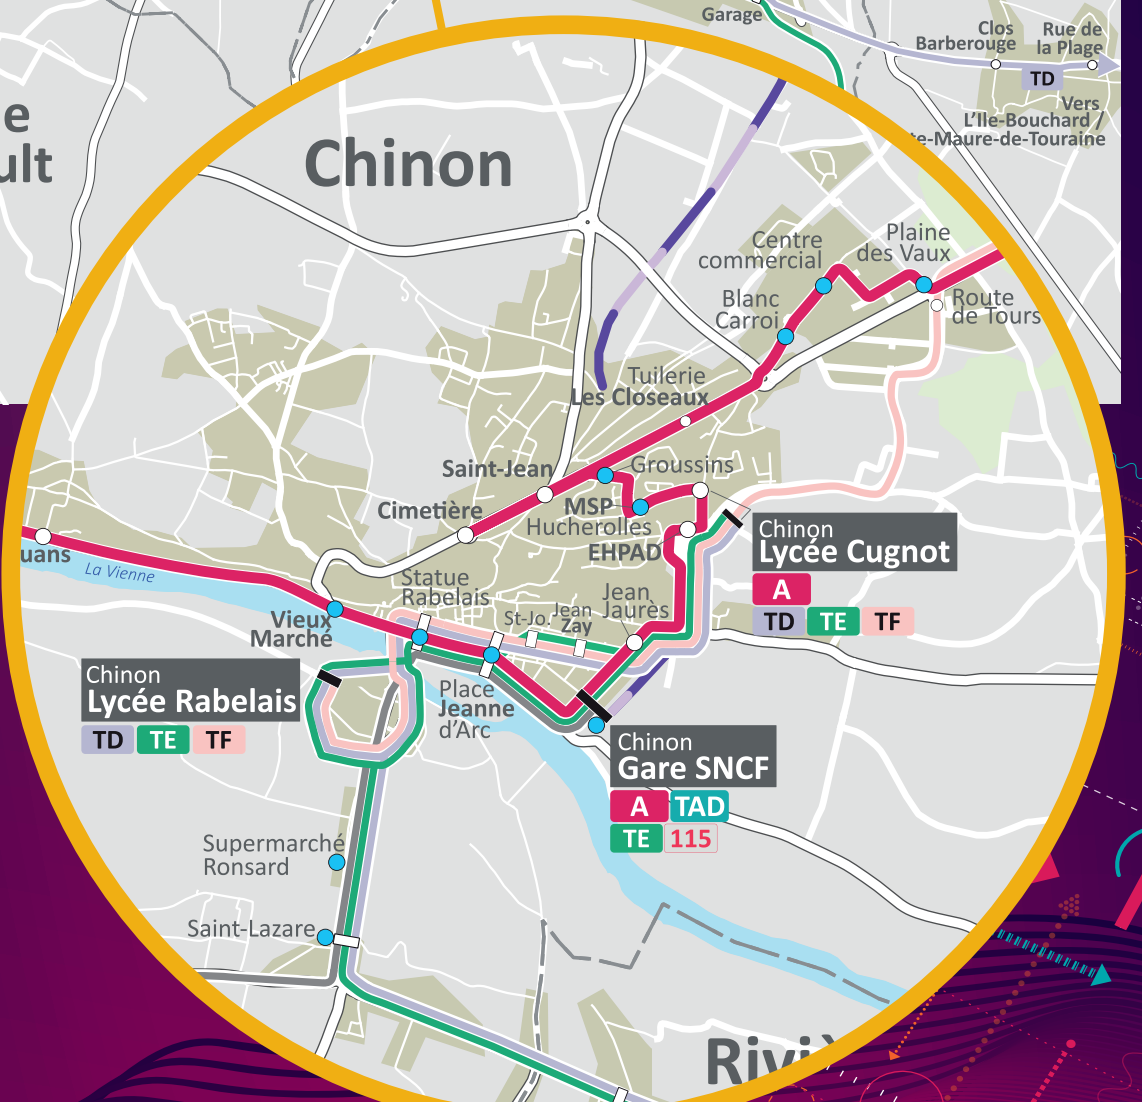 Garage
Clos
Barberouge
Rue de
la Plage
TD
Vers
L'Ile-Bouchard /
te-Maure-de-Touraine
e
ult
Chinon
Centre
commercial
Plaine
des Vaux
Blanc
Carroi
Route
de Tours
Tuilerie
Les Closeaux
Saint-Jean
Groussins
Cimetière
MSP
Hucherolles
EHPAD
Chinon
Lycée Cugnot
A
TD TE TF
uans
La Vienne
Statue
Rabelais
Jean
Jaurès
St-Jo.
Jean
Zay
Vieux
Marché
Chinon
Lycée Rabelais
TD TE TF
Place
Jeanne
d'Arc
Chinon
Gare SNCF
A TAD
TE 115
Supermarché
Ronsard
Saint-Lazare
Rivi